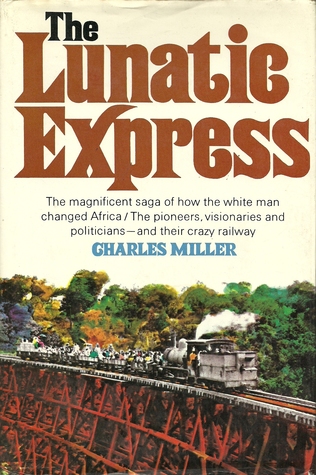 The
Lunatic
Express
The magnificent saga of how the white man
changed Africa/The pioneers, visionaries and
politicians—and their crazy railway
CHARLES MILLER